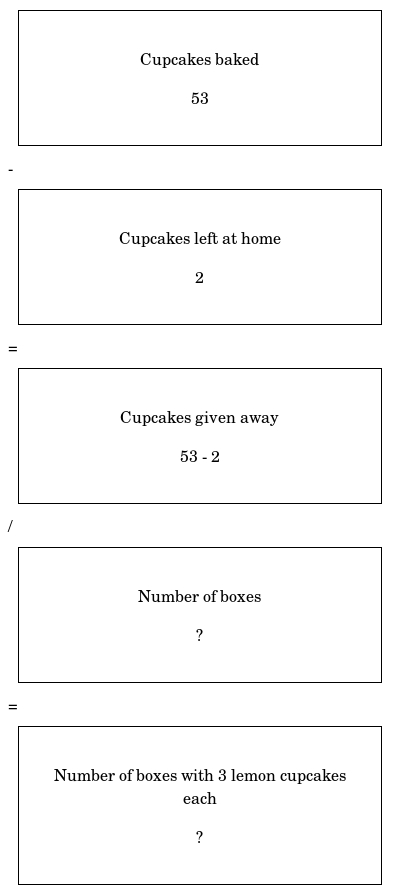 Cupcakes baked
53
-
Cupcakes left at home
2
=
Cupcakes given away
53 - 2
/
Number of boxes
?
=
Number of boxes with 3 lemon cupcakes
each
?